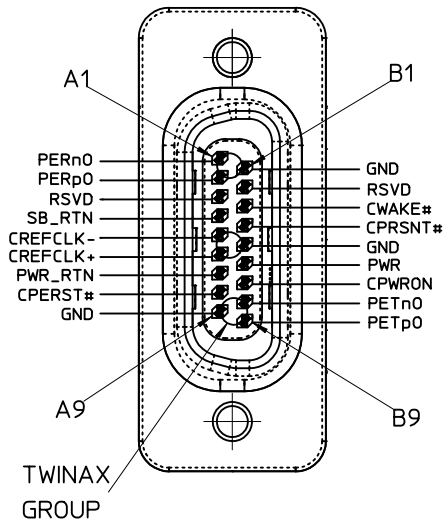 A1
B1
PERn0
PERp0
RSVD
SB_RTN
CREFCLK-
CREFCLK+
PWR_RTN
CPERST#
GND
GND
RSVD
CWAKE#
CPRSNT#
GND
PWR
CPWRON
PETn0
PETp0
A9
B9
TWINAX
GROUP